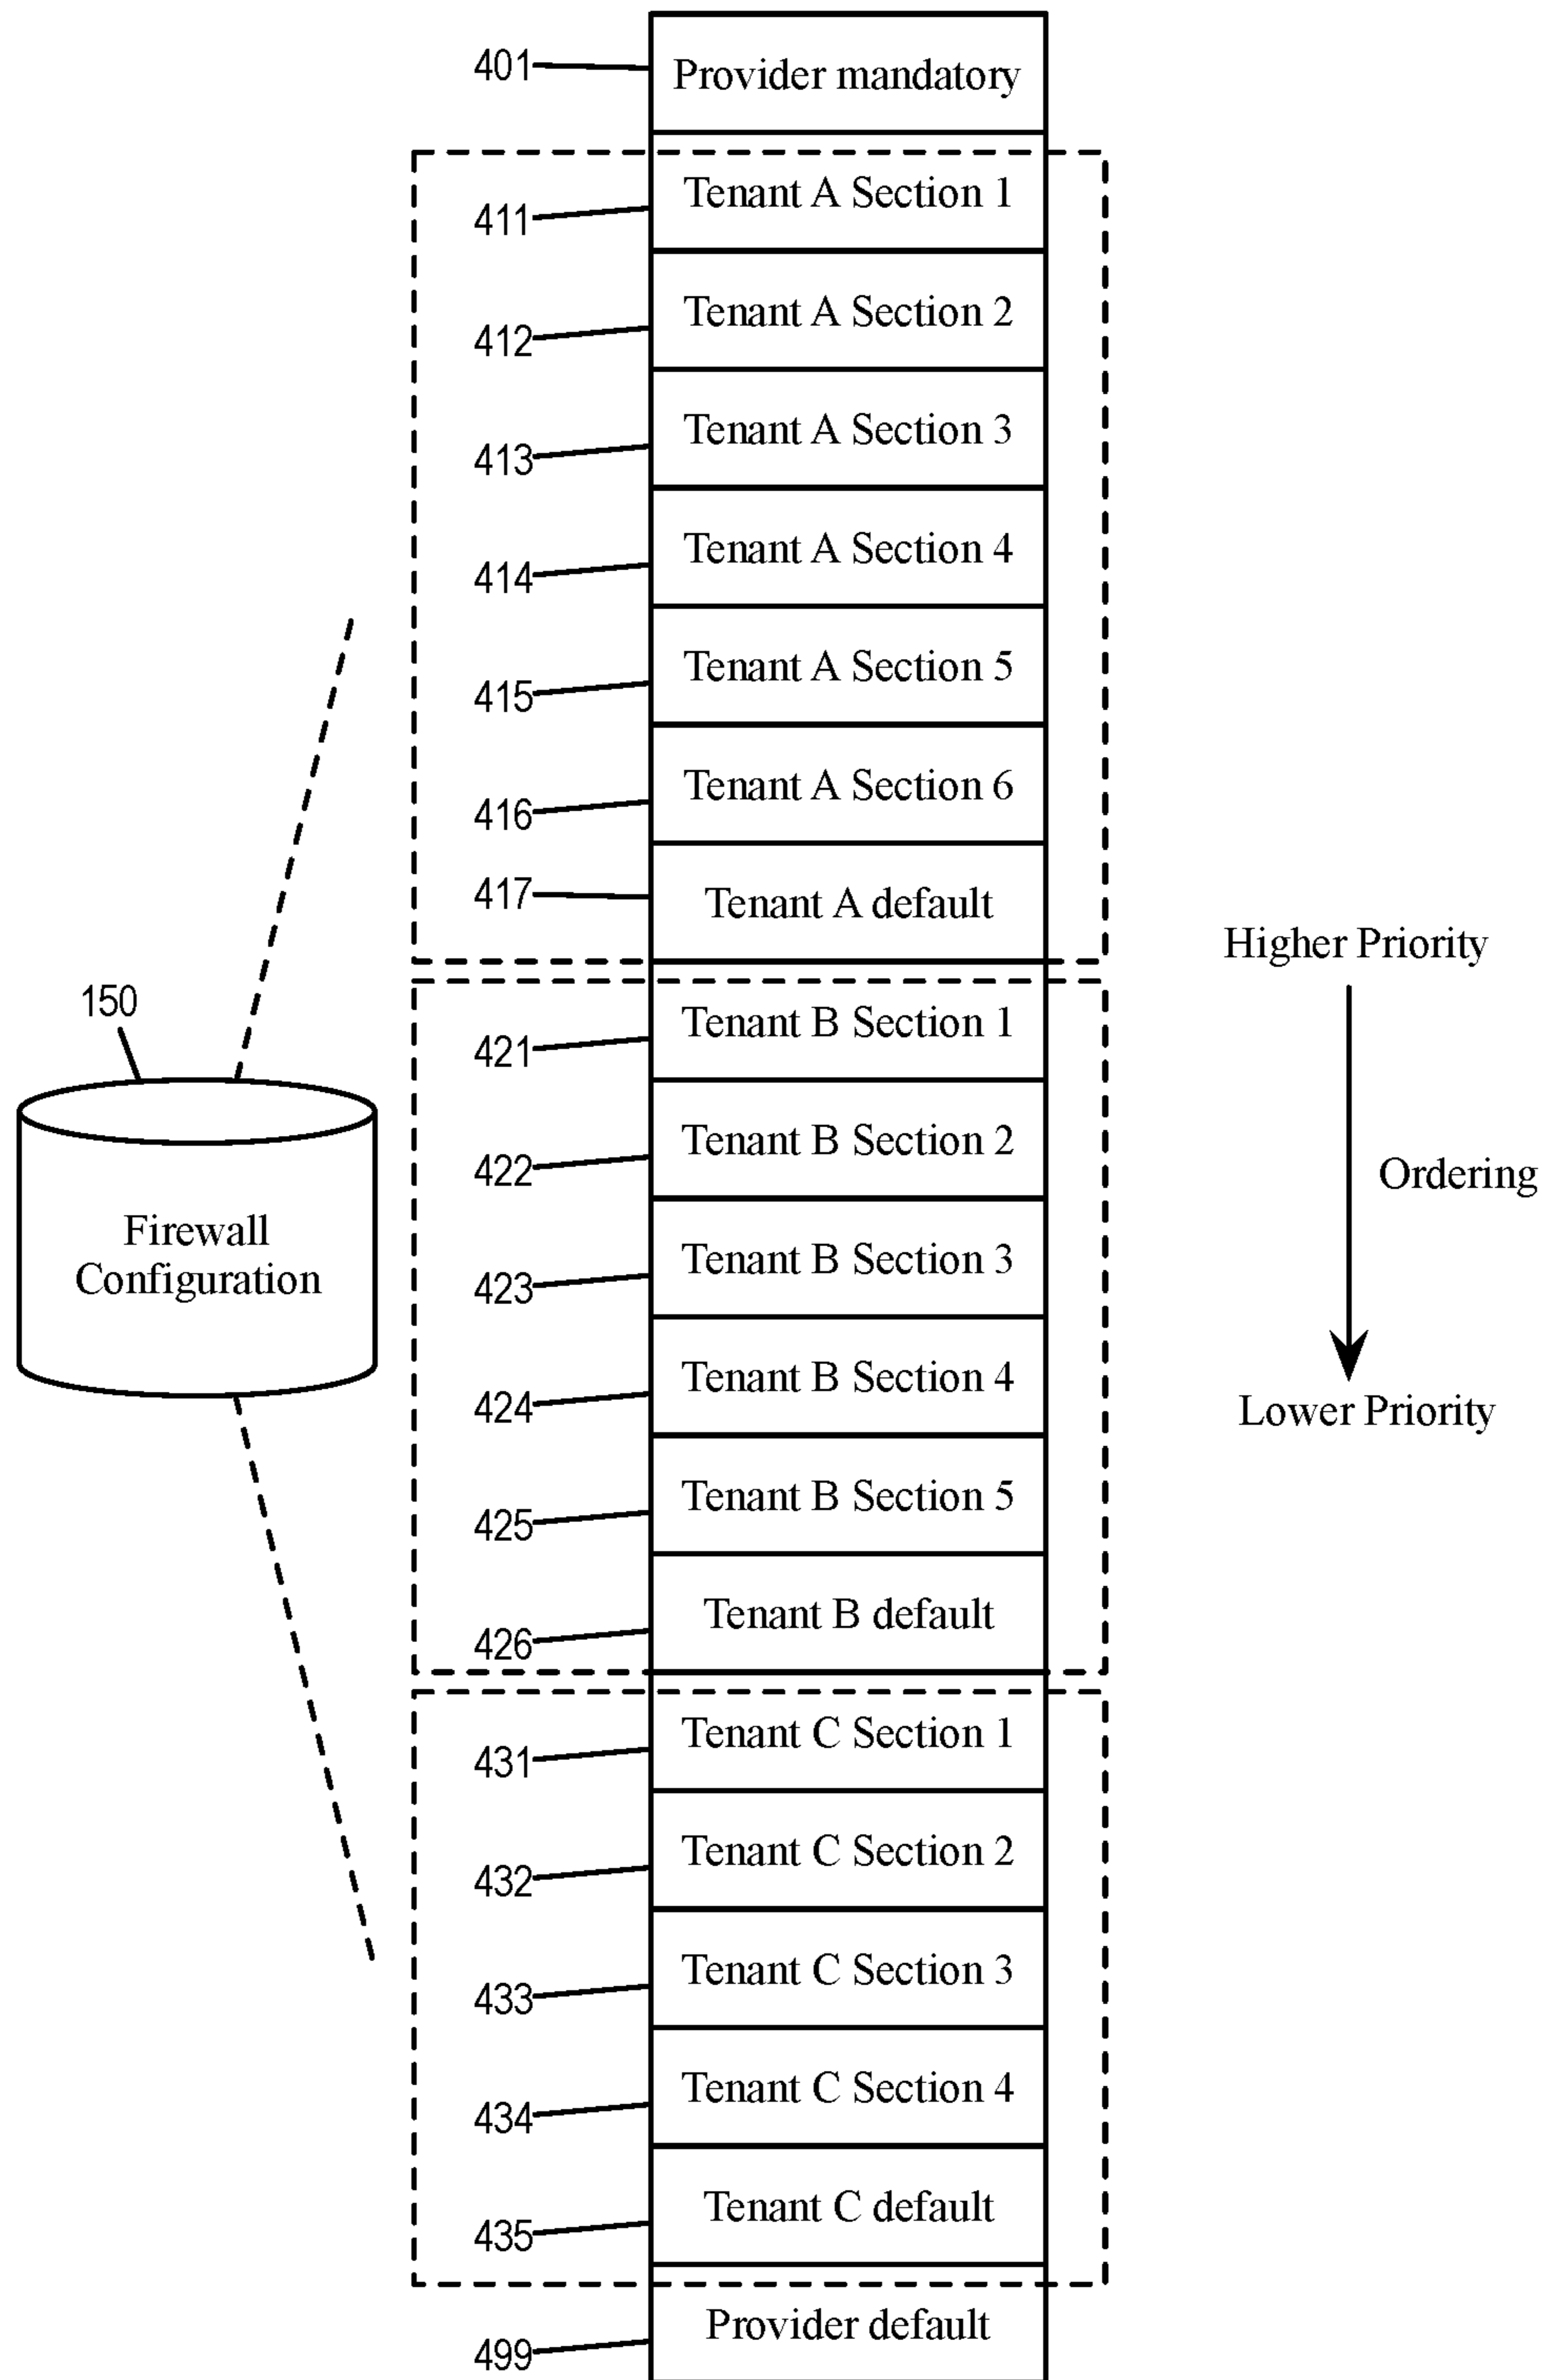 401
Provider mandatory
411
Tenant A Section 1
412
Tenant A Section 2
413
Tenant A Section 3
414
Tenant A Section 4
415
Tenant A Section 5
416
Tenant A Section 6
417
Tenant A default
421
Tenant B Section 1
422
Tenant B Section 2
423
Tenant B Section 3
424
Tenant B Section 4
425
Tenant B Section 5
426
Tenant B default
431
Tenant C Section 1
432
Tenant C Section 2
433
Tenant C Section 3
434
Tenant C Section 4
435
Tenant C default
499
Provider default
150
Firewall
Configuration
Higher Priority
Ordering
Lower Priority